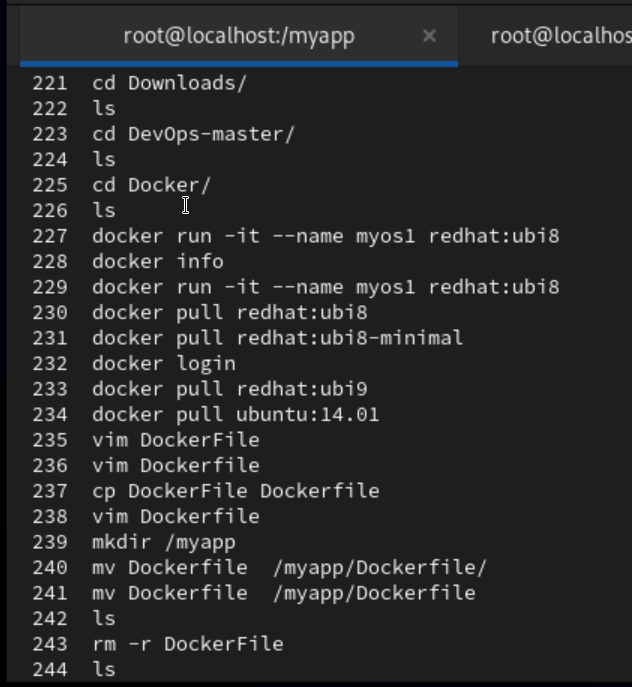 root@localhost:/myapp × root@localhos
221 cd Downloads/
222 ls
223 cd DevOps-master/
224 ls
225 cd Docker/
226 ls
227 docker run -it --name myos1 redhat:ubi8
228 docker info
229 docker run -it --name myos1 redhat:ubi8
230 docker pull redhat:ubi8
231 docker pull redhat:ubi8-minimal
232 docker login
233 docker pull redhat:ubi9
234 docker pull ubuntu:14.01
235 vim DockerFile
236 vim Dockerfile
237 cp DockerFile Dockerfile
238 vim Dockerfile
239 mkdir /myapp
240 mv Dockerfile  /myapp/Dockerfile/
241 mv Dockerfile  /myapp/Dockerfile
242 ls
243 rm -r DockerFile
244 ls